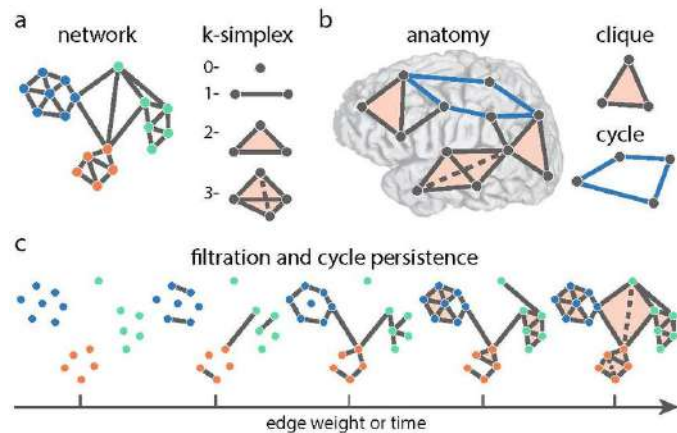 a
network
k-simplex
0-
1-
2-
3-
b
anatomy
clique
cycle
c
filtration and cycle persistence
edge weight or time